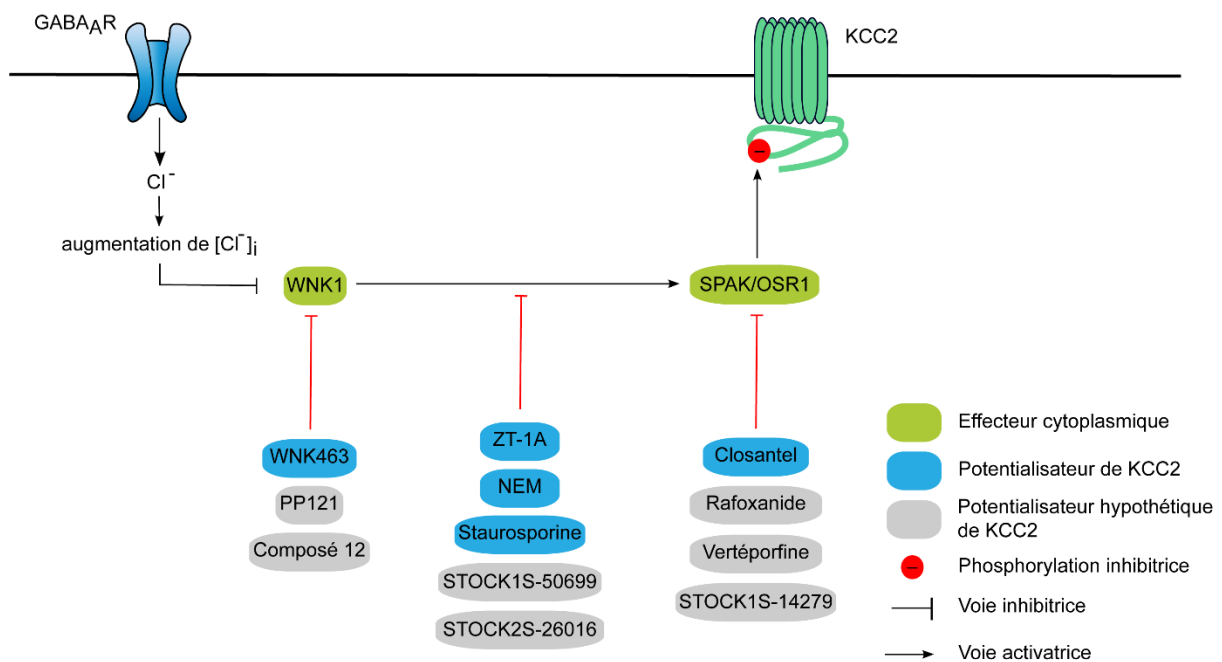 GABAAR
KCC2
–
Cl⁻
augmentation de [Cl⁻]i
WNK1
SPAK/OSR1
WNK463
PP121
Composé 12
ZT-1A
NEM
Staurosporine
STOCK1S-50699
STOCK2S-26016
Closantel
Rafoxanide
Vertéporfine
STOCK1S-14279
Effecteur cytoplasmique
Potentialisateur de KCC2
Potentialisateur hypothétique
de KCC2
– Phosphorylation inhibitrice
Voie inhibitrice
Voie activatrice